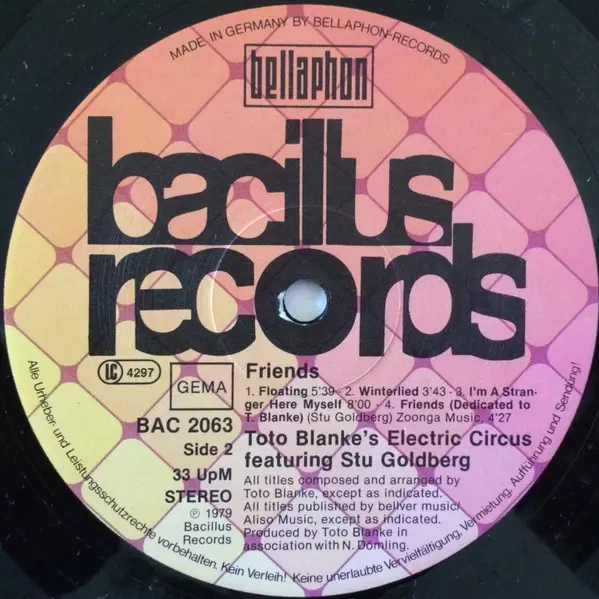 MADE IN GERMANY BY BELLAPHON-RECORDS
bellaphon
bacillus
records
LC 4297
GEMA
BAC 2063
Side 2
33 UpM
STEREO
℗ 1979
Bacillus
Records
Friends
1. Floating 5'39 - 2. Winterlied 3'43 - 3. I'm A Stran-
ger Here Myself 8'00 - 4. Friends (Dedicated to
T. Blanke) (Stu Goldberg) Zoonga Music. 4'27
Toto Blanke's Electric Circus
featuring Stu Goldberg
All titles composed and arranged by
Toto Blanke, except as indicated.
All titles published by bellver music/
Aliso Music, except as indicated.
Produced by Toto Blanke in
association with N. Dömling.
Alle Urheber- und Leistungsschutzrechte vorbehalten. Kein Verleih! Keine unerlaubte Vervielfältigung, Vermietung, Aufführung und Sendung!